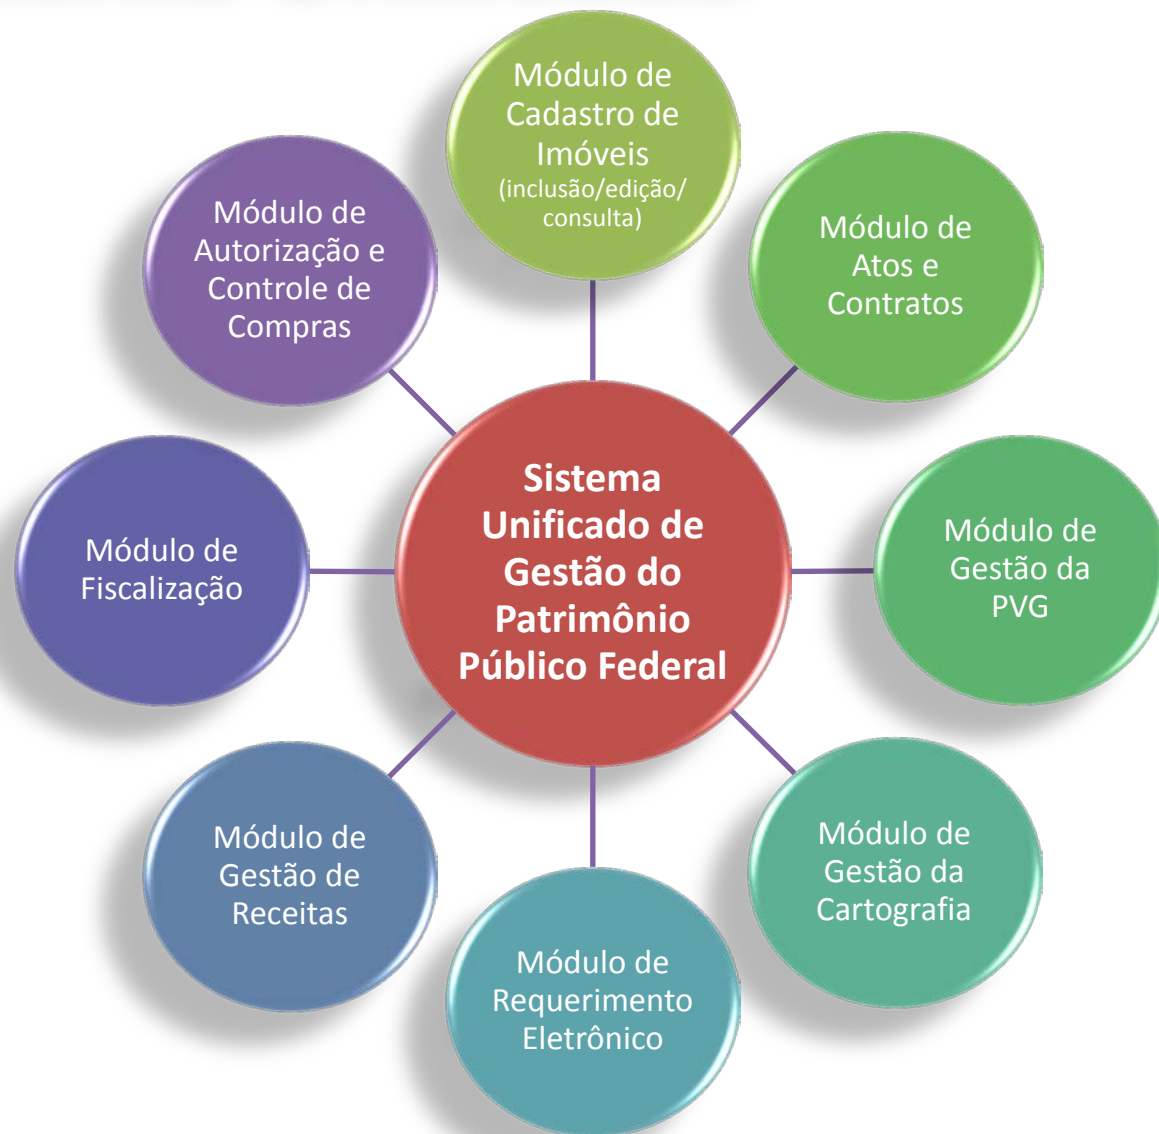 Módulo de
Cadastro de
Imóveis
(inclusão/edição/
consulta)
Módulo de
Atos e
Contratos
Módulo de
Gestão da
PVG
Módulo de
Gestão da
Cartografia
Módulo de
Requerimento
Eletrônico
Módulo de
Gestão de
Receitas
Módulo de
Fiscalização
Módulo de
Autorização e
Controle de
Compras
Sistema
Unificado de
Gestão do
Patrimônio
Público Federal